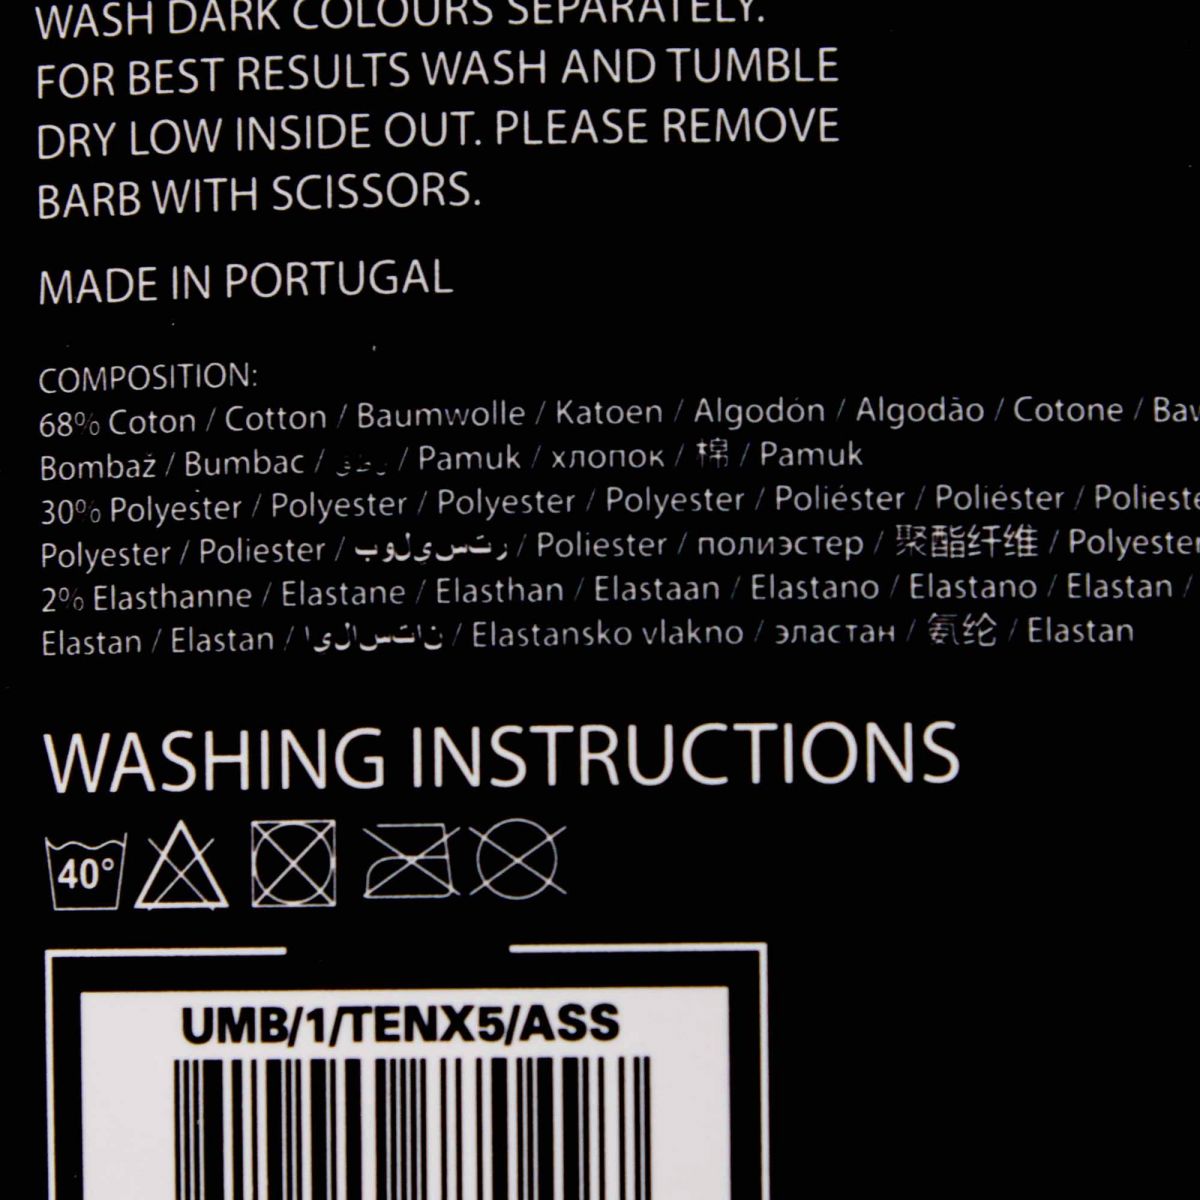 WASH DARK COLOURS SEPARATELY.
FOR BEST RESULTS WASH AND TUMBLE
DRY LOW INSIDE OUT. PLEASE REMOVE
BARB WITH SCISSORS.
MADE IN PORTUGAL
COMPOSITION:
68% Coton / Cotton / Baumwolle / Katoen / Algodón / Algodão / Cotone /
Bombaž / Bumbac / / Pamuk / хлопок / 棉 / Pamuk
30% Polyester / Polyester / Polyester / Polyester / Poliéster / Poliéster /
Polyester / Poliester / بوليستر / Poliester / полиэстер / 聚酯纤维 / Polyester
2% Elasthanne / Elastane / Elasthan / Elastaan / Elastano / Elastano / Elastan /
Elastan / Elastan / / Elastansko vlakno / эластан / 氨纶 / Elastan
WASHING INSTRUCTIONS
40°
UMB/1/TENX5/ASS